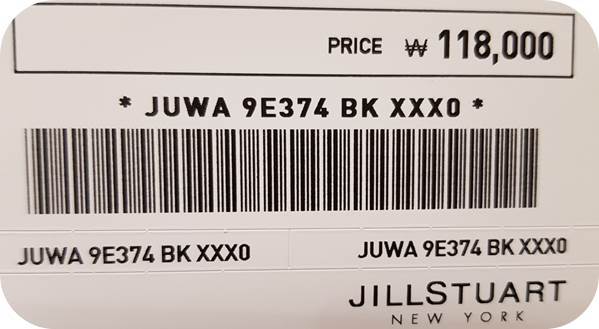 PRICE ₩ 118,000
* JUWA 9E374 BK XXX0 *
JUWA 9E374 BK XXX0 JUWA 9E374 BK XXX0
JILLSTUART
NEW YORK